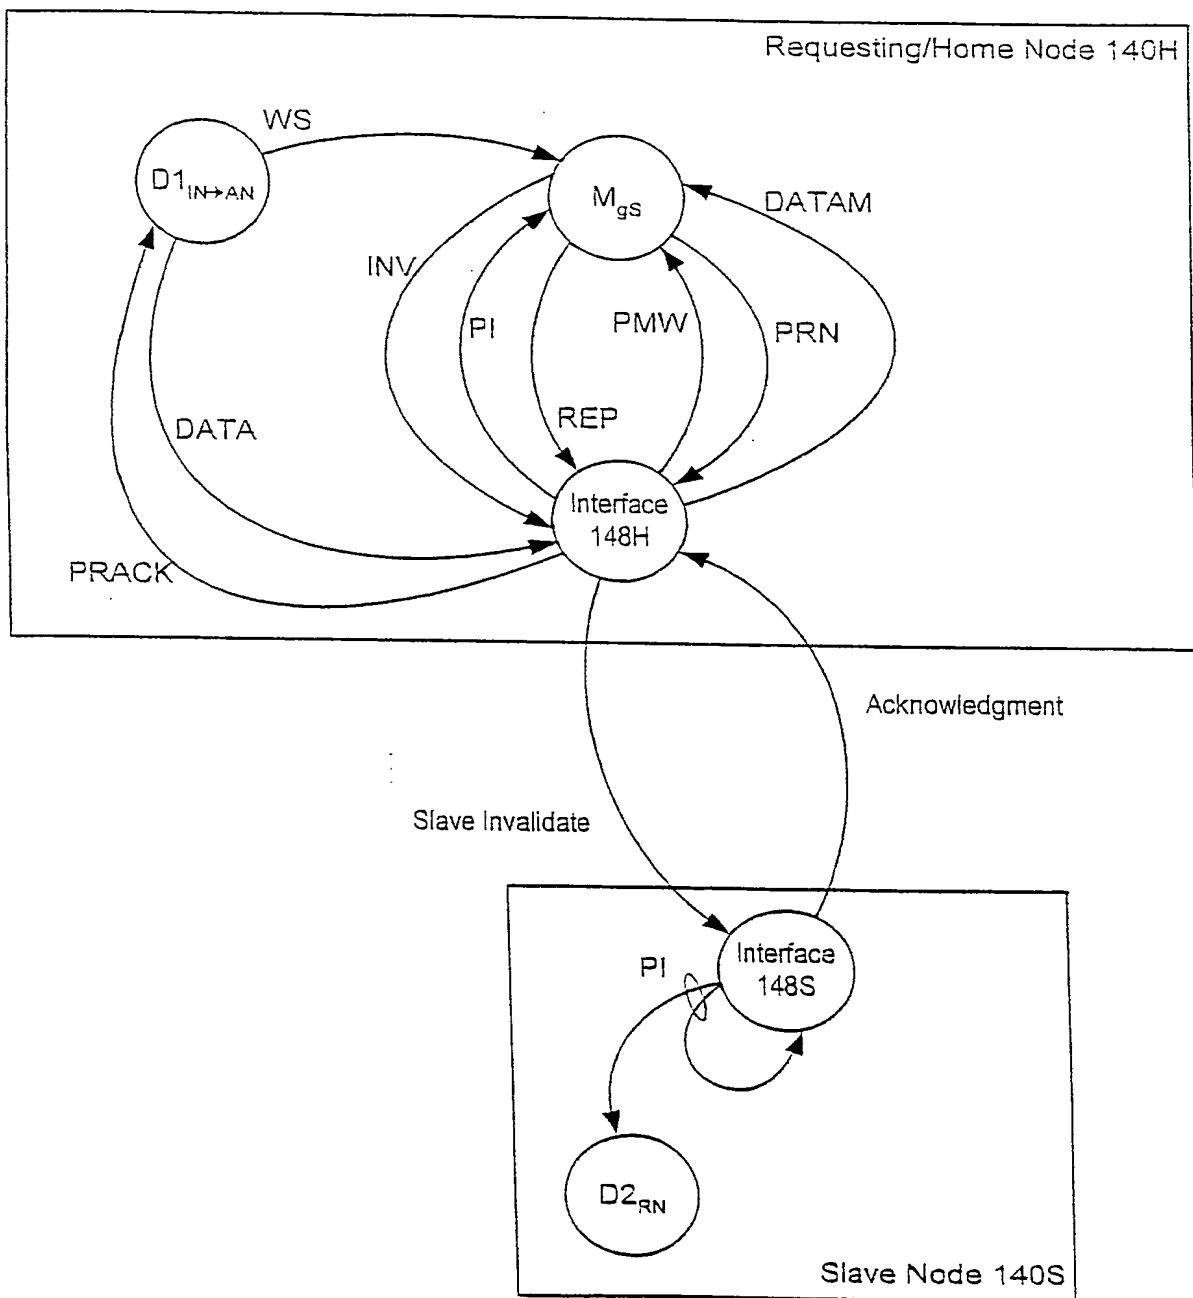 Requesting/Home Node 140H
WS
D1IN→AN
MgS
DATAM
INV
PI
PMW
PRN
REP
DATA
Interface
148H
PRACK
Acknowledgment
Slave Invalidate
Interface
148S
PI
D2RN
Slave Node 140S